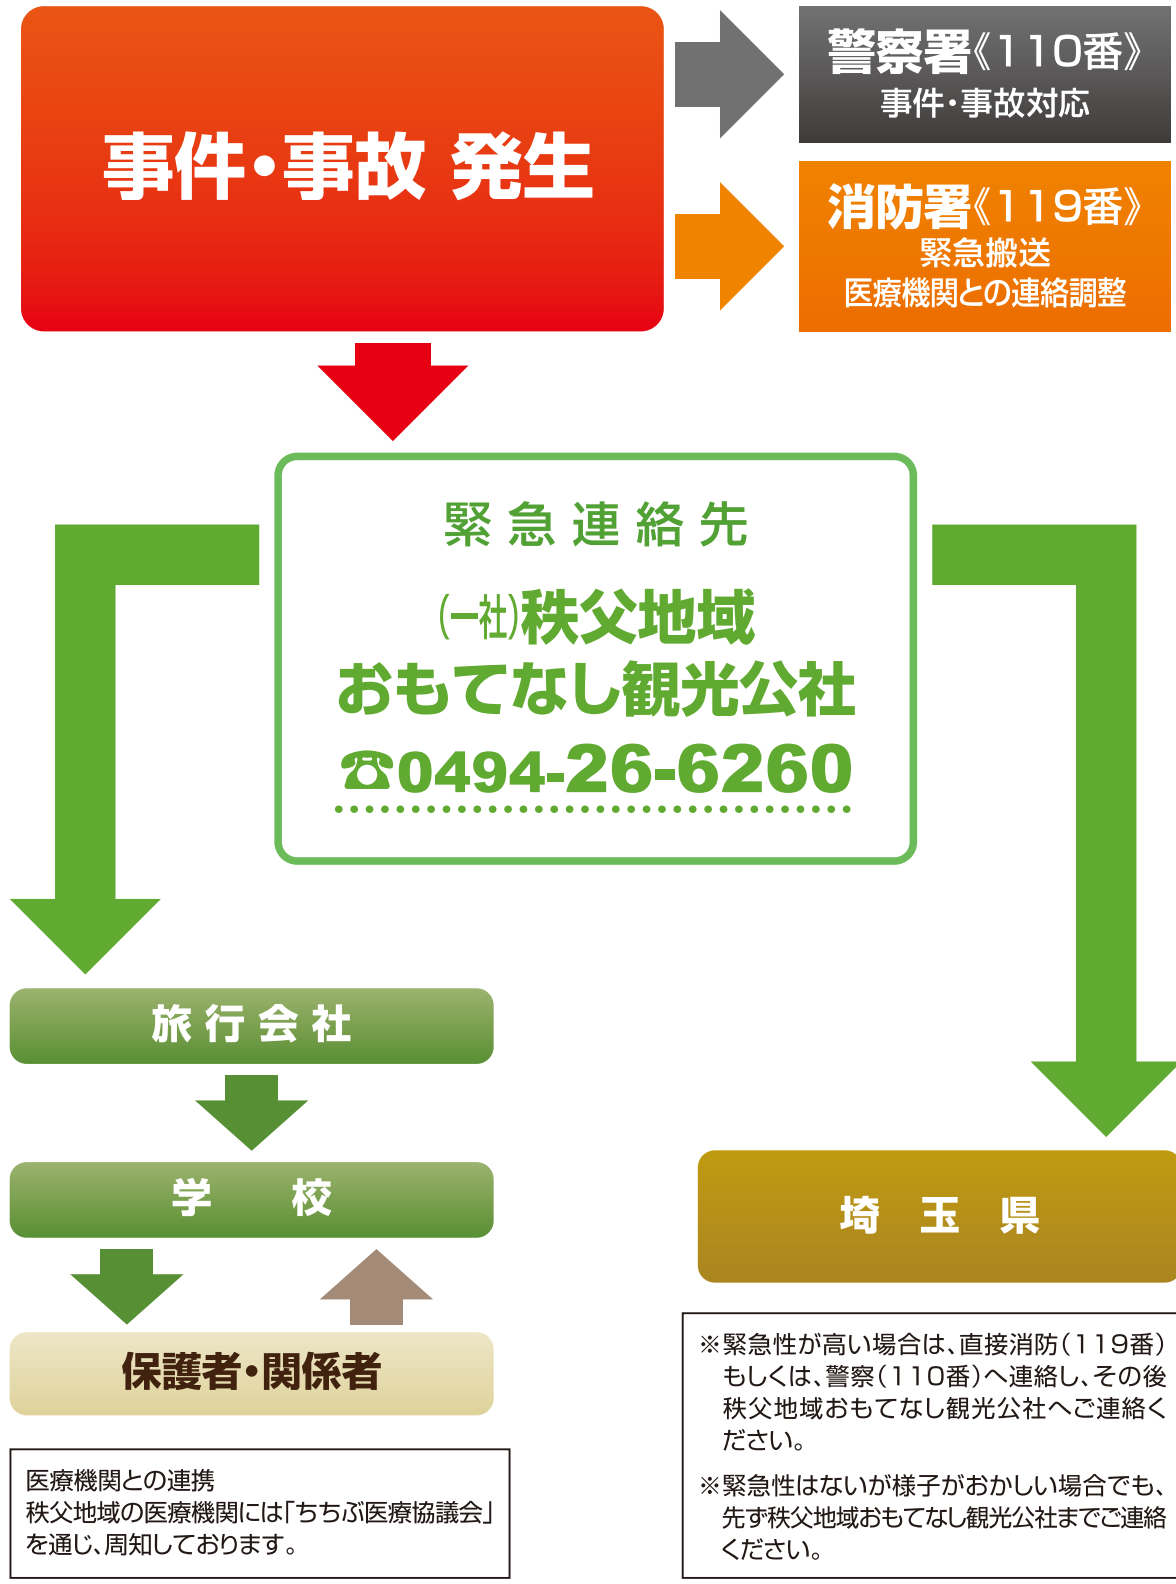 事件・事故 発生
警察署《110番》
事件・事故対応
消防署《119番》
緊急搬送
医療機関との連絡調整
緊急連絡先
(一社)秩父地域
おもてなし観光公社
☎0494-26-6260
旅行会社
学校
保護者・関係者
医療機関との連携
秩父地域の医療機関には「ちちぶ医療協議会」
を通じ、周知しております。
埼玉県
※緊急性が高い場合は、直接消防(119番)
もしくは、警察(110番)へ連絡し、その後
秩父地域おもてなし観光公社へご連絡く
ださい。
※緊急性はないが様子がおかしい場合でも、
先ず秩父地域おもてなし観光公社までご連絡
ください。